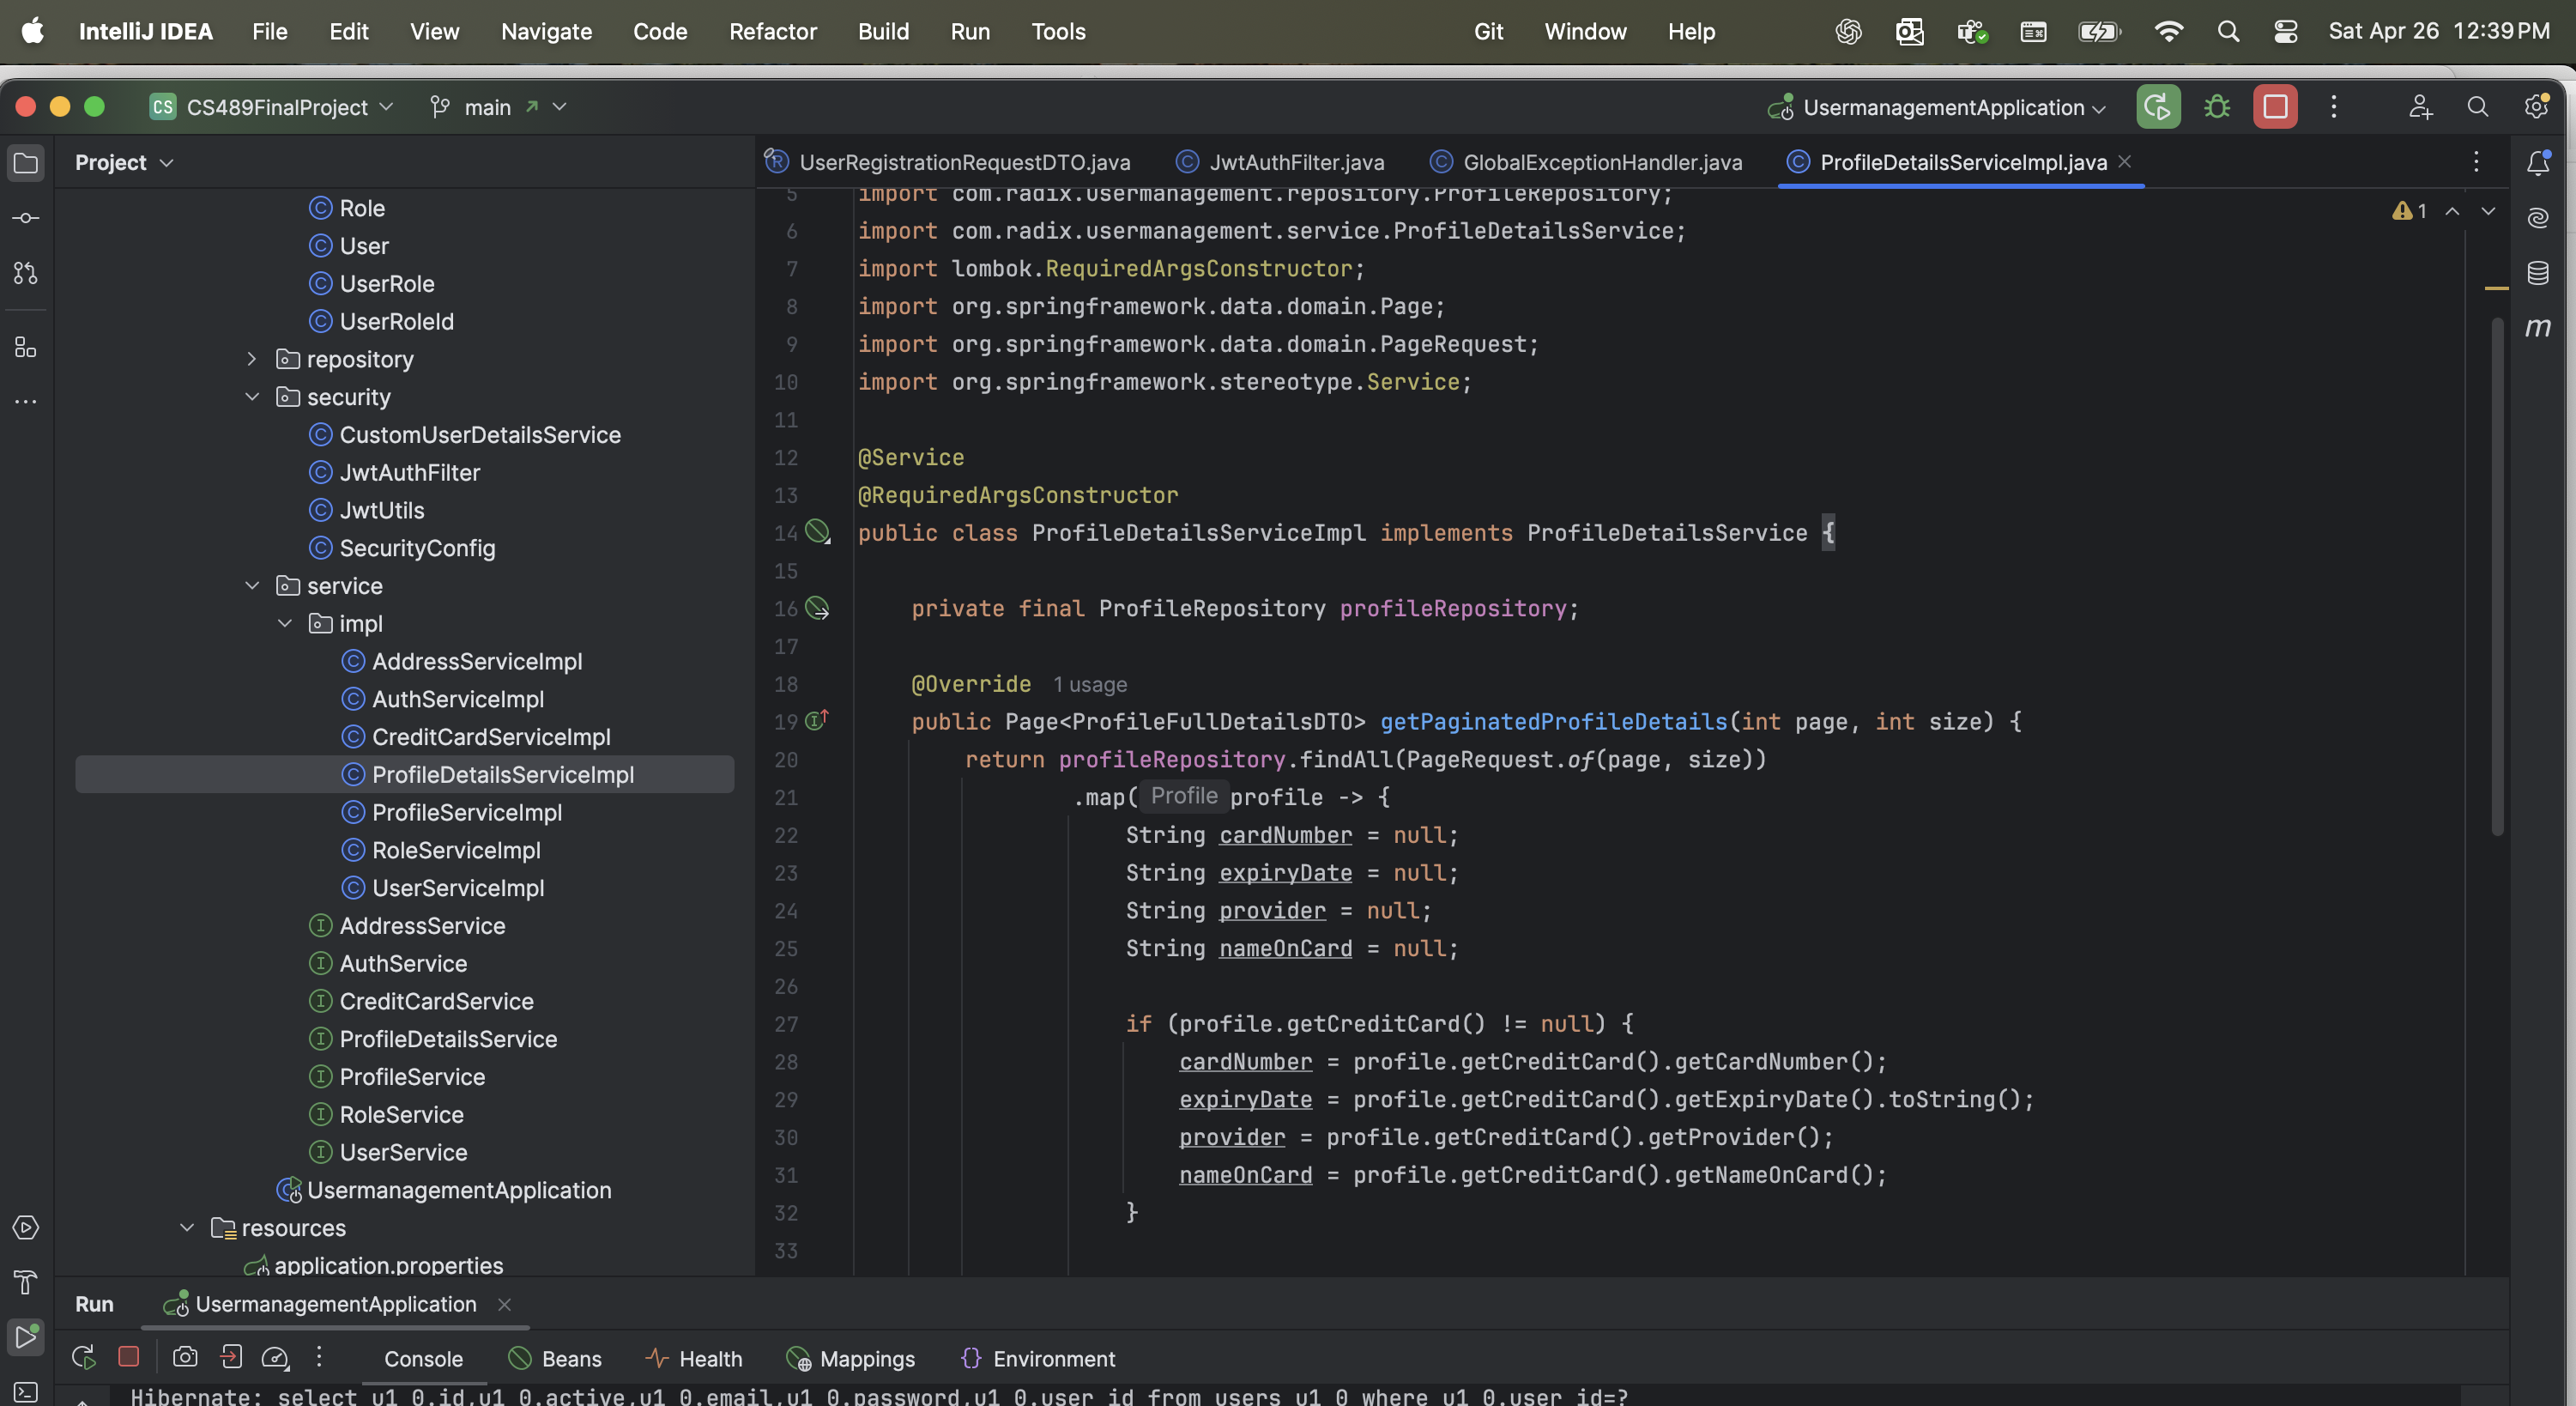 IntelliJ IDEA File Edit View Navigate Code Refactor Build Run Tools Git Window Help Sat Apr 26 12:39 PM
CS CS489FinalProject main UsermanagementApplication
Project
Role
User
UserRole
UserRoleId
repository
security
CustomUserDetailsService
JwtAuthFilter
JwtUtils
SecurityConfig
service
impl
AddressServiceImpl
AuthServiceImpl
CreditCardServiceImpl
ProfileDetailsServiceImpl
ProfileServiceImpl
RoleServiceImpl
UserServiceImpl
AddressService
AuthService
CreditCardService
ProfileDetailsService
ProfileService
RoleService
UserService
UsermanagementApplication
resources
application.properties
UserRegistrationRequestDTO.java JwtAuthFilter.java GlobalExceptionHandler.java ProfileDetailsServiceImpl.java
1
5 import com.radix.usermanagement.repository.ProfileRepository;
6 import com.radix.usermanagement.service.ProfileDetailsService;
7 import lombok.RequiredArgsConstructor;
8 import org.springframework.data.domain.Page;
9 import org.springframework.data.domain.PageRequest;
10 import org.springframework.stereotype.Service;
11
12 @Service
13 @RequiredArgsConstructor
14 public class ProfileDetailsServiceImpl implements ProfileDetailsService {
15
16 private final ProfileRepository profileRepository;
17
18 @Override 1 usage
19 public Page<ProfileFullDetailsDTO> getPaginatedProfileDetails(int page, int size) {
20 return profileRepository.findAll(PageRequest.of(page, size))
21 .map( Profile profile -> {
22 String cardNumber = null;
23 String expiryDate = null;
24 String provider = null;
25 String nameOnCard = null;
26
27 if (profile.getCreditCard() != null) {
28 cardNumber = profile.getCreditCard().getCardNumber();
29 expiryDate = profile.getCreditCard().getExpiryDate().toString();
30 provider = profile.getCreditCard().getProvider();
31 nameOnCard = profile.getCreditCard().getNameOnCard();
32 }
33
Run UsermanagementApplication
Console Beans Health Mappings Environment
Hibernate: select u1_0.id,u1_0.active,u1_0.email,u1_0.password,u1_0.user_id from users u1_0 where u1_0.user_id=?